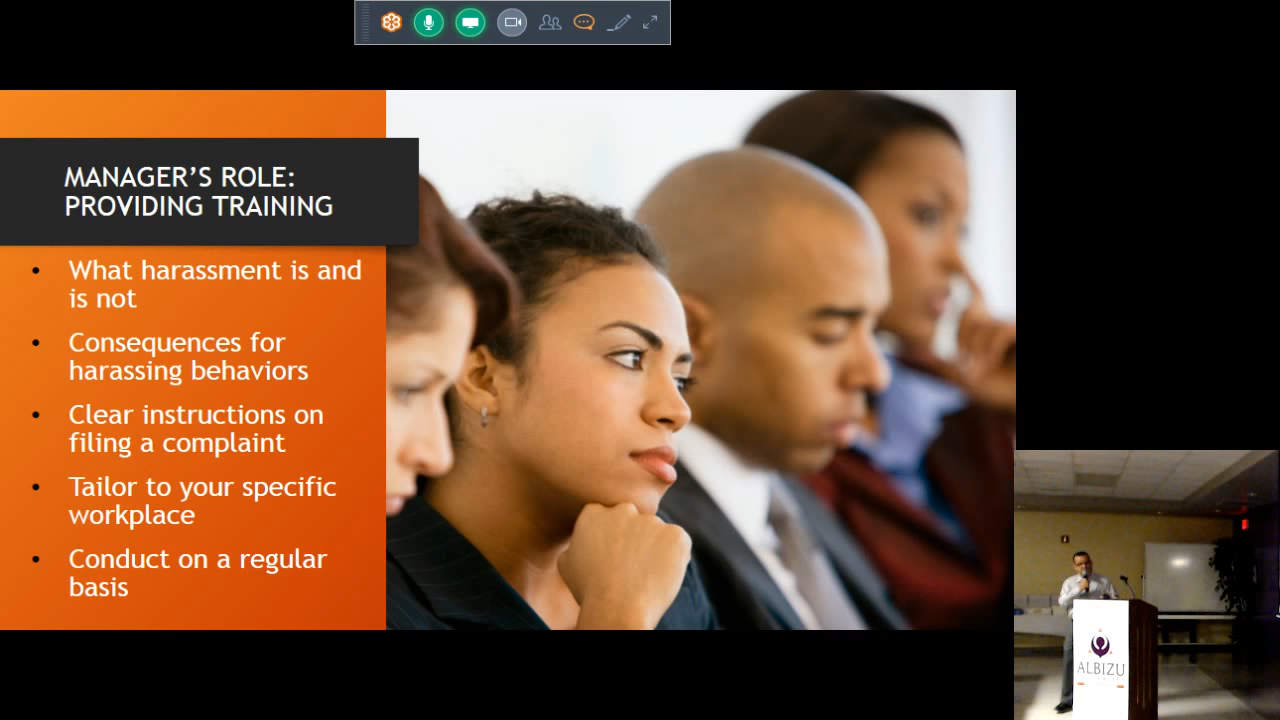 MANAGER'S ROLE:
PROVIDING TRAINING
• What harassment is and
is not
• Consequences for
harassing behaviors
• Clear instructions on
filing a complaint
• Tailor to your specific
workplace
• Conduct on a regular
basis
ALBIZU